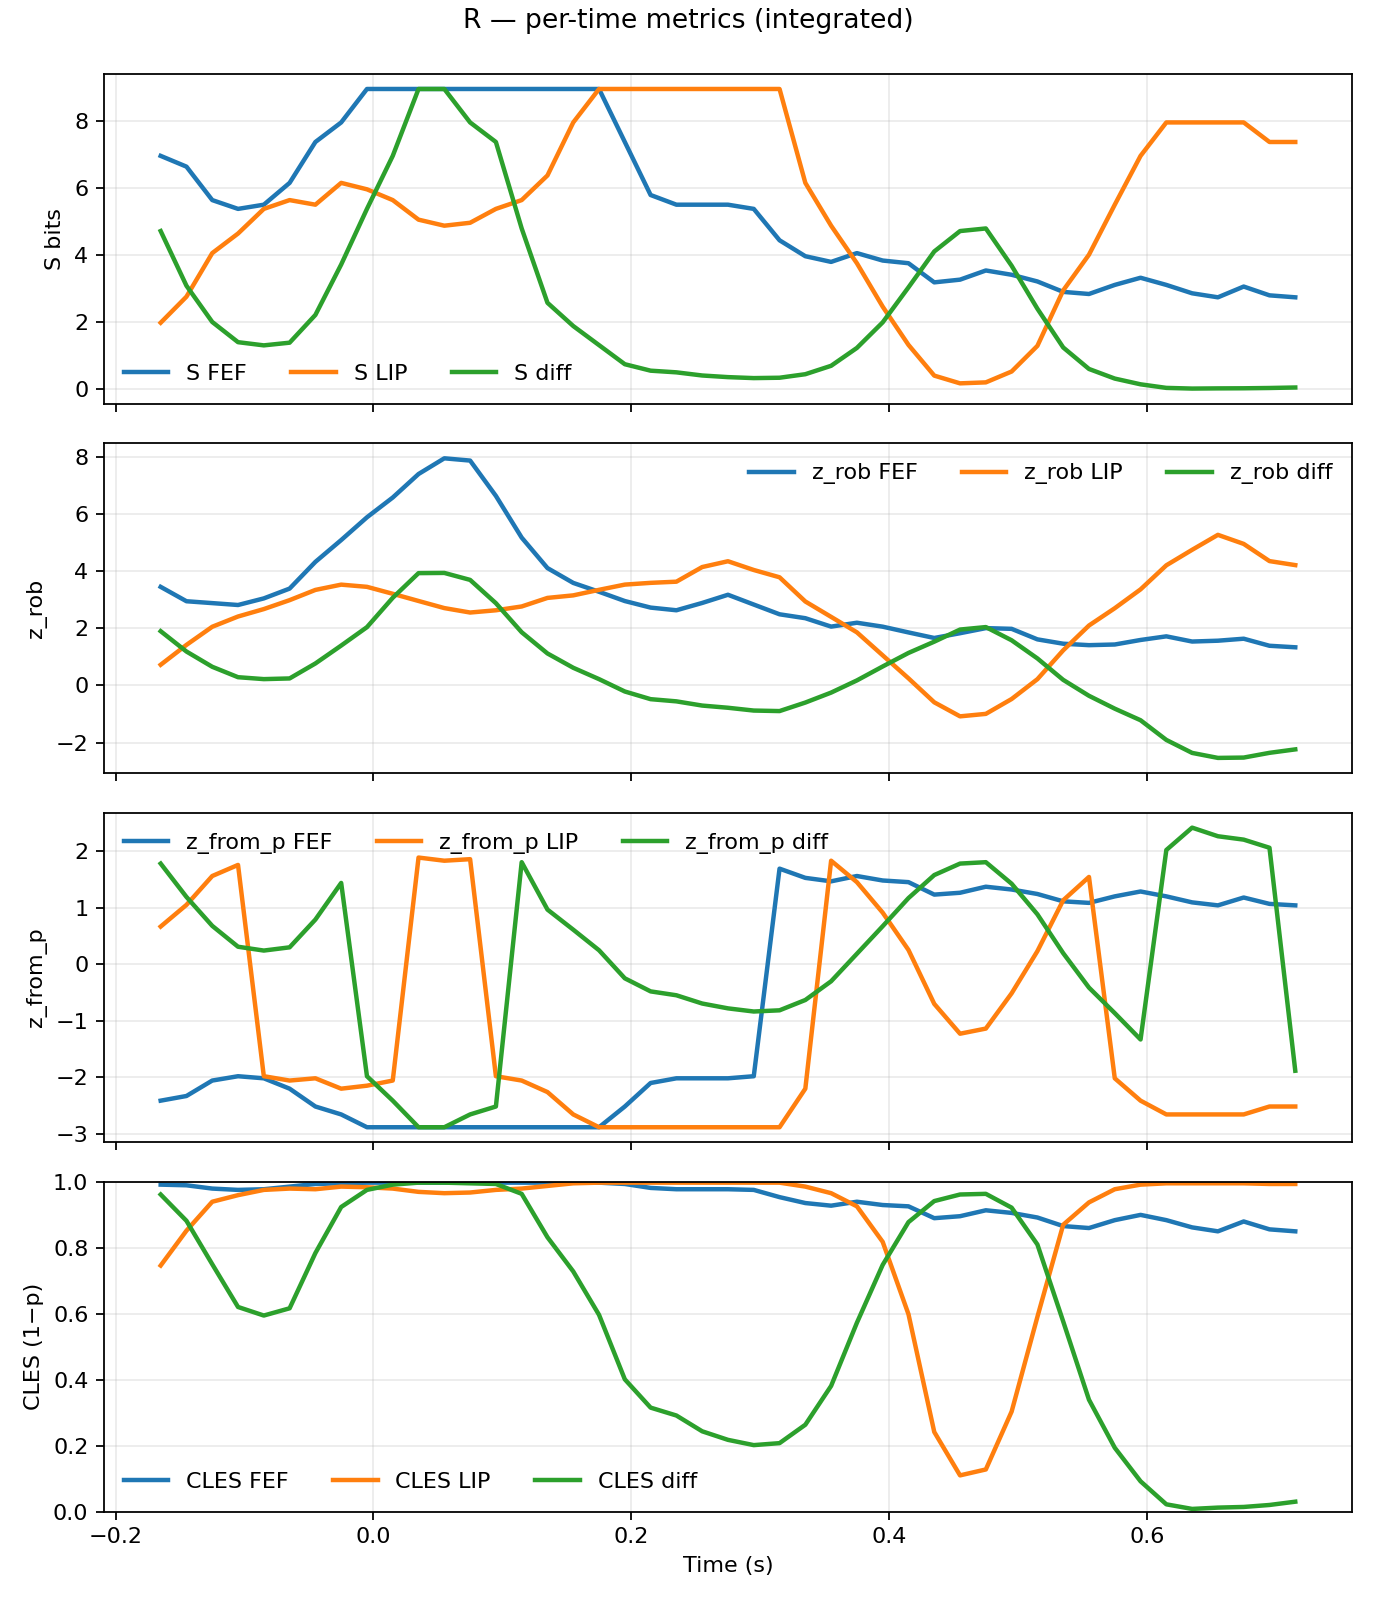 R — per-time metrics (integrated)
8
6
4
2
0
S bits
S FEF S LIP S diff
8
6
4
2
0
−2
z_rob
z_rob FEF z_rob LIP z_rob diff
2
1
0
−1
−2
−3
z_from_p
z_from_p FEF z_from_p LIP z_from_p diff
1.0
0.8
0.6
0.4
0.2
0.0
CLES (1−p)
CLES FEF CLES LIP CLES diff
−0.2 0.0 0.2 0.4 0.6
Time (s)